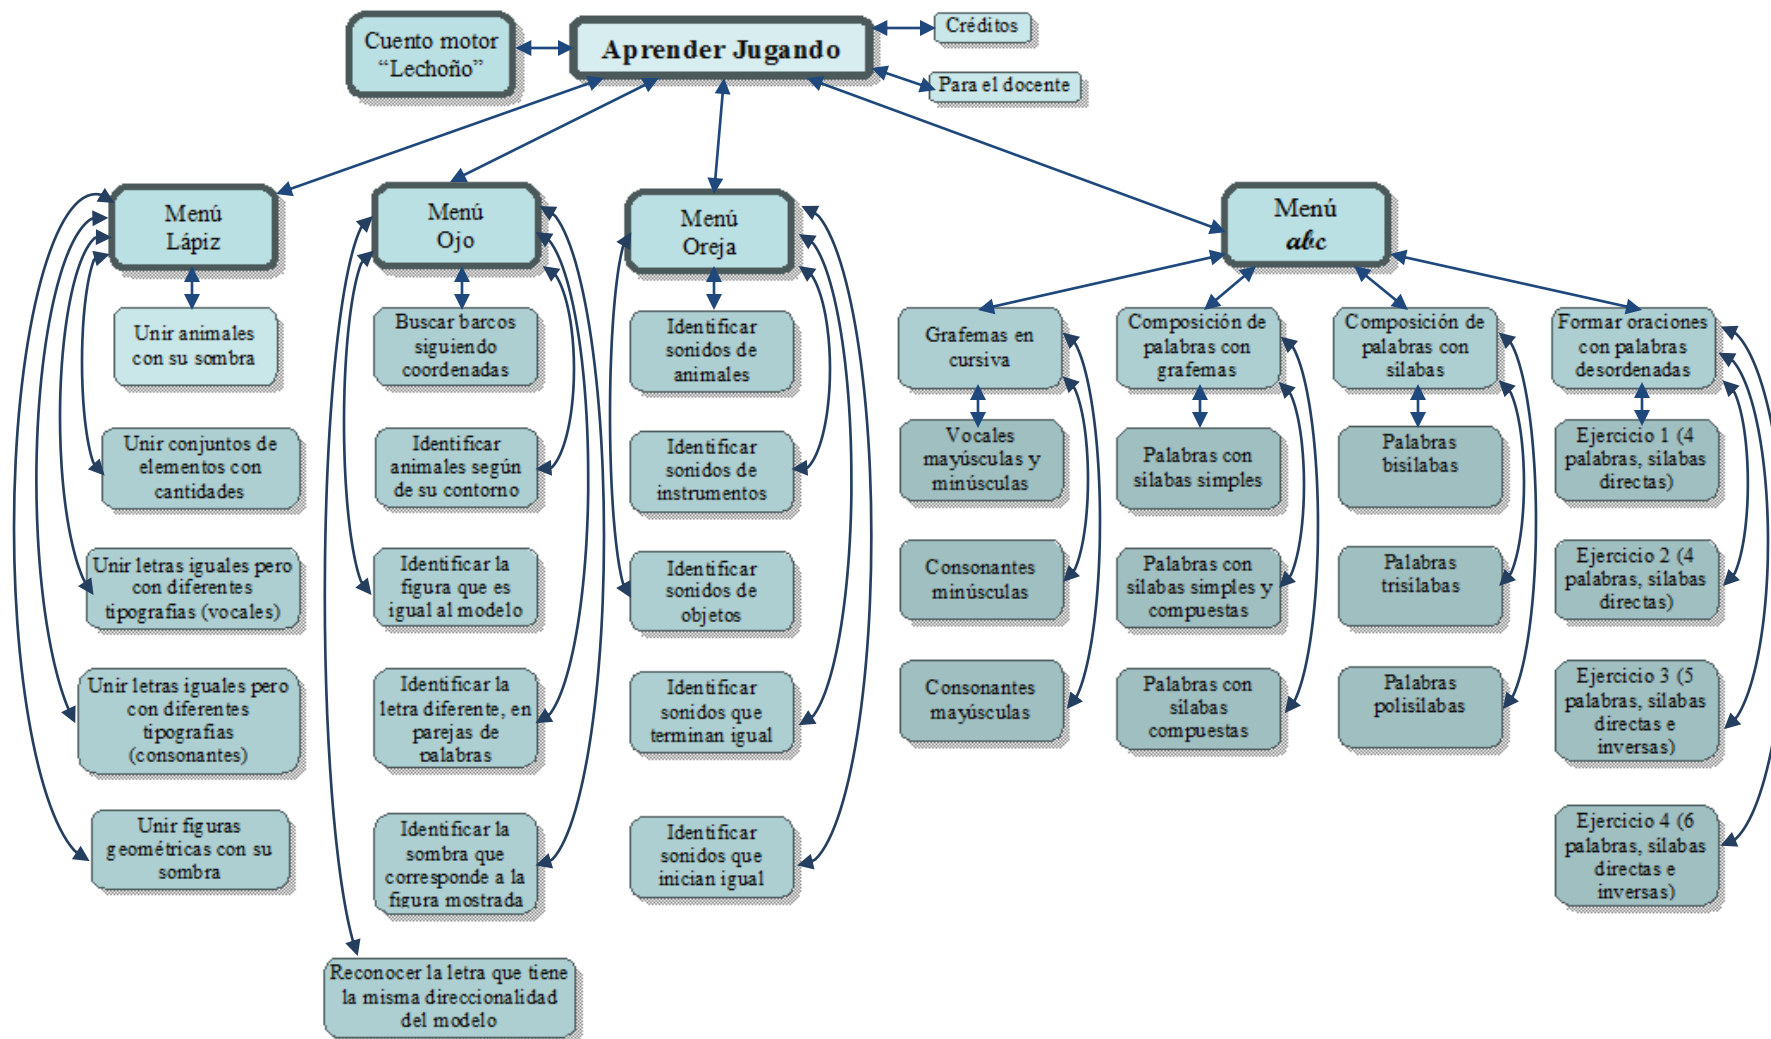 Cuento motor
“Lechoño”
Aprender Jugando
Créditos
Para el docente
Menú
Lápiz
Unir animales
con su sombra
Unir conjuntos de
elementos con
cantidades
Unir letras iguales pero
con diferentes
tipografías (vocales)
Unir letras iguales pero
con diferentes
tipografías
(consonantes)
Unir figuras
geométricas con su
sombra
Menú
Ojo
Buscar barcos
siguiendo
coordenadas
Identificar
animales según
de su contorno
Identificar la
figura que es
igual al modelo
Identificar la
letra diferente, en
parejas de
palabras
Identificar la
sombra que
corresponde a la
figura mostrada
Reconocer la letra que tiene
la misma direccionalidad
del modelo
Menú
Oreja
Identificar
sonidos de
animales
Identificar
sonidos de
instrumentos
Identificar
sonidos de
objetos
Identificar
sonidos que
terminan igual
Identificar
sonidos que
inician igual
Menú
abc
Grafemas en
cursiva
Vocales
mayúsculas y
minúsculas
Consonantes
minúsculas
Consonantes
mayúsculas
Composición de
palabras con
grafemas
Palabras con
sílabas simples
Palabras con
sílabas simples y
compuestas
Palabras con
sílabas
compuestas
Composición de
palabras con
sílabas
Palabras
bisílabas
Palabras
trisílabas
Palabras
polisílabas
Formar oraciones
con palabras
desordenadas
Ejercicio 1 (4
palabras, sílabas
directas)
Ejercicio 2 (4
palabras, sílabas
directas)
Ejercicio 3 (5
palabras, sílabas
directas e
inversas)
Ejercicio 4 (6
palabras, sílabas
directas e
inversas)